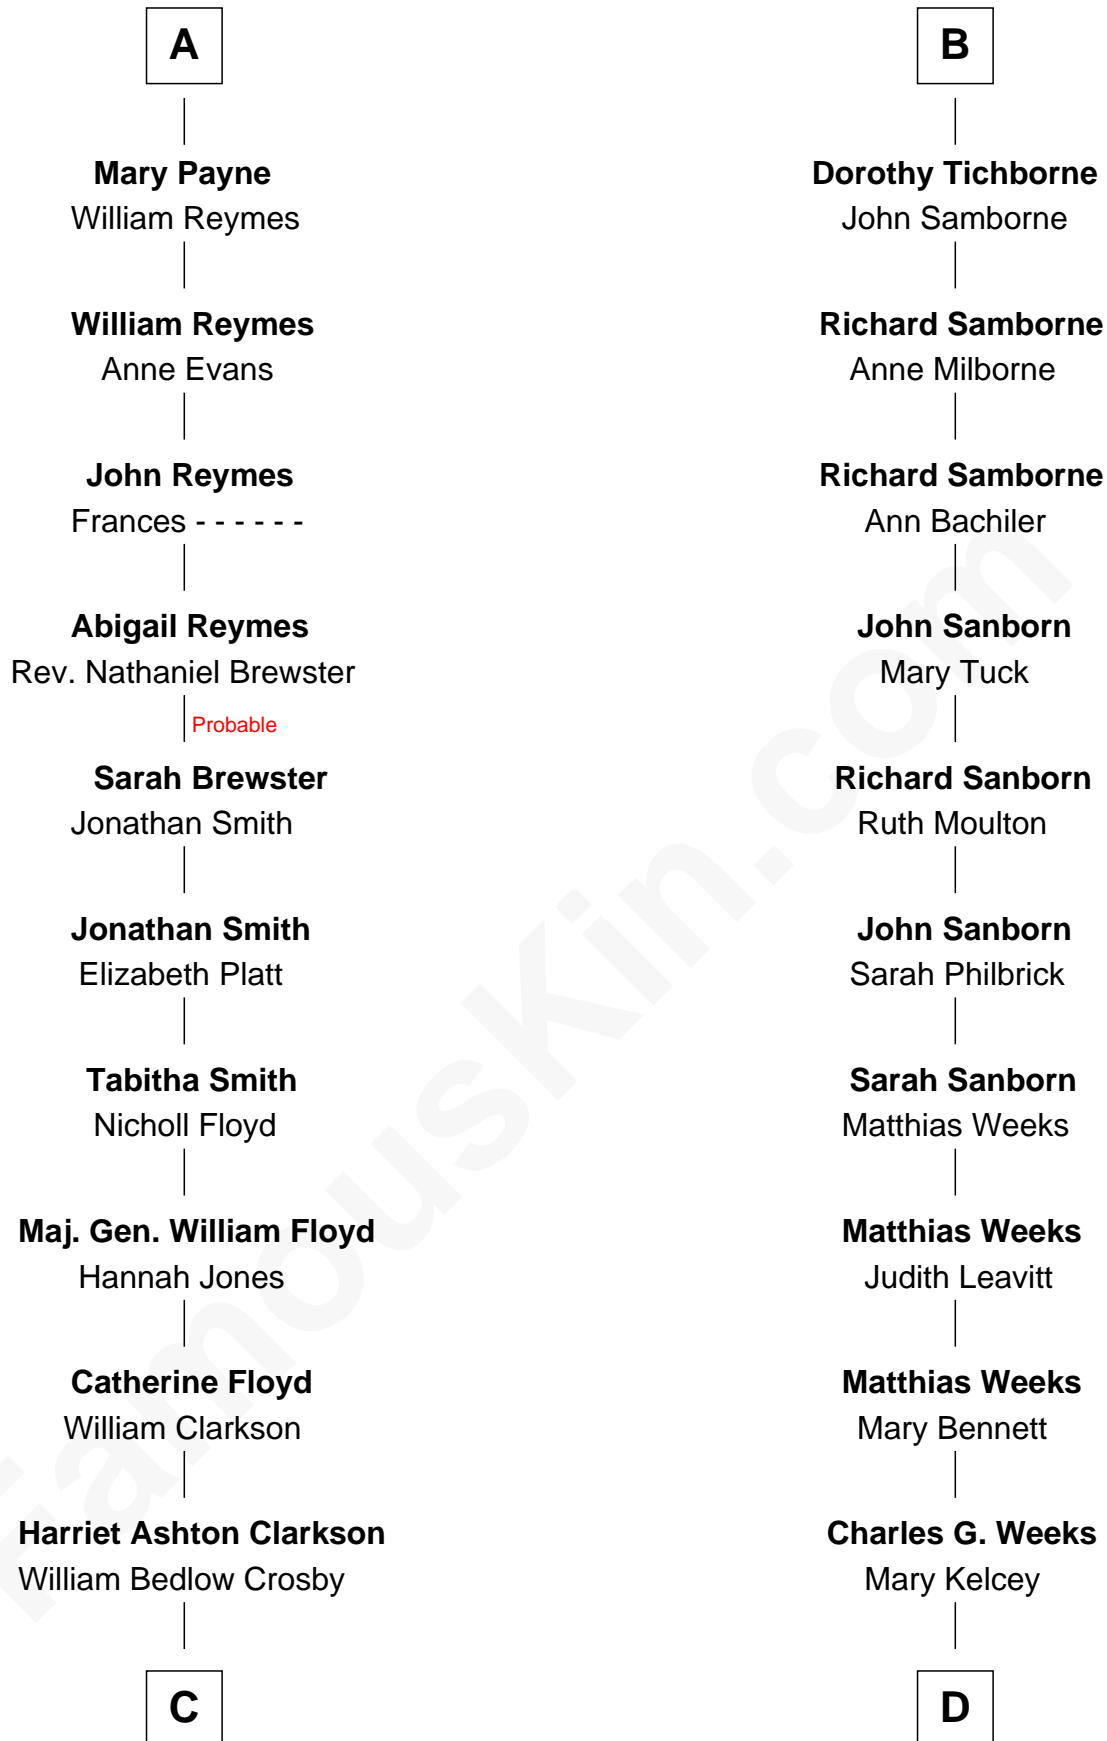 A
Mary Payne
William Reymes
William Reymes
Anne Evans
John Reymes
Frances - - - - - -
Abigail Reymes
Rev. Nathaniel Brewster
Probable
Sarah Brewster
Jonathan Smith
Jonathan Smith
Elizabeth Platt
Tabitha Smith
Nicholl Floyd
Maj. Gen. William Floyd
Hannah Jones
Catherine Floyd
William Clarkson
Harriet Ashton Clarkson
William Bedlow Crosby
C
B
Dorothy Tichborne
John Samborne
Richard Samborne
Anne Milborne
Richard Samborne
Ann Bachiler
John Sanborn
Mary Tuck
Richard Sanborn
Ruth Moulton
John Sanborn
Sarah Philbrick
Sarah Sanborn
Matthias Weeks
Matthias Weeks
Judith Leavitt
Matthias Weeks
Mary Bennett
Charles G. Weeks
Mary Kelcey
D
FamousKin.com